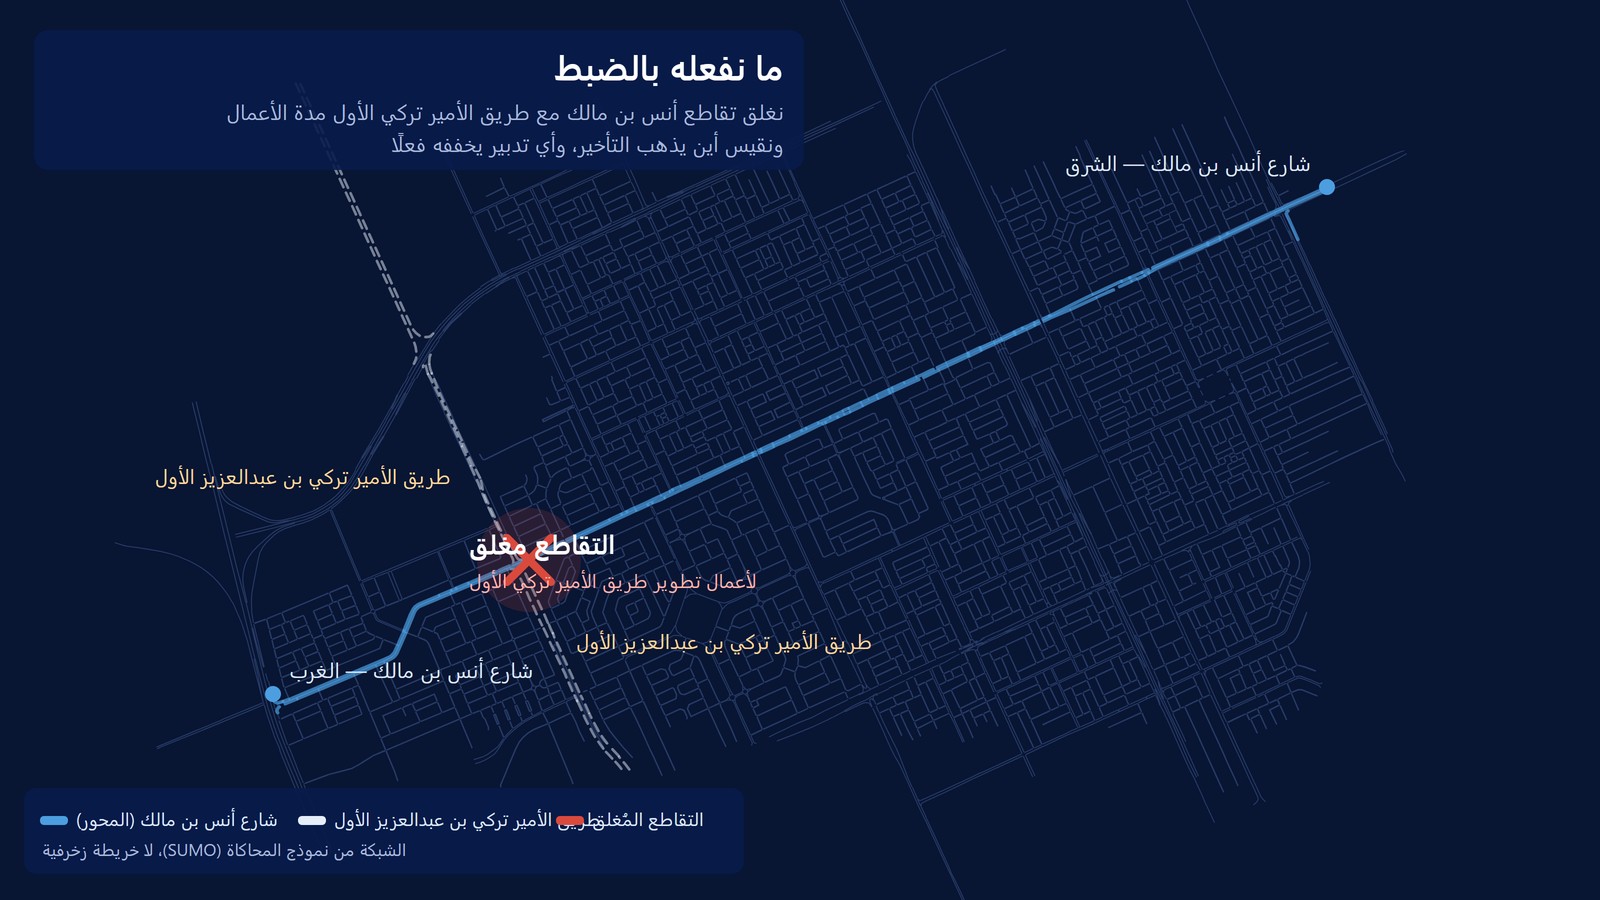 ما نفعله بالضبط
نغلق تقاطع أنس بن مالك مع طريق الأمير تركي الأول مدة الأعمال
ونقيس أين يذهب التأخير، وأي تدبير يخففه فعلًا
شارع أنس بن مالك — الشرق
طريق الأمير تركي بن عبدالعزيز الأول
التقاطع مغلق
لأعمال تطوير طريق الأمير تركي الأول
طريق الأمير تركي بن عبدالعزيز الأول
شارع أنس بن مالك — الغرب
شارع أنس بن مالك (المحور)
طريق الأمير تركي بن عبدالعزيز الأول
التقاطع المُغلق
الشبكة من نموذج المحاكاة (SUMO)، لا خريطة زخرفية